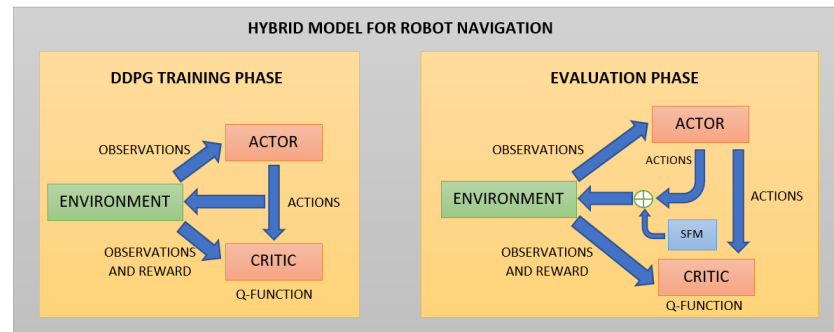 HYBRID MODEL FOR ROBOT NAVIGATION
DDPG TRAINING PHASE
ACTOR
OBSERVATIONS
ENVIRONMENT
ACTIONS
OBSERVATIONS
AND REWARD
CRITIC
Q-FUNCTION
EVALUATION PHASE
ACTOR
OBSERVATIONS
ACTIONS
ENVIRONMENT
ACTIONS
SFM
OBSERVATIONS
AND REWARD
CRITIC
Q-FUNCTION